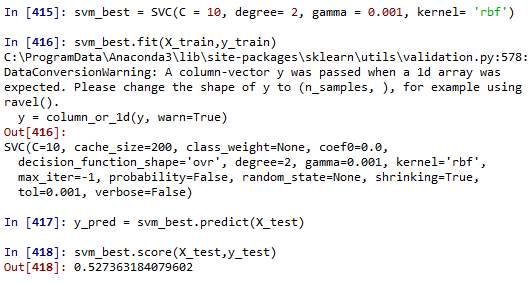 In [415]: svm_best = SVC(C = 10, degree= 2, gamma = 0.001, kernel= 'rbf')
In [416]: svm_best.fit(X_train,y_train)
C:\ProgramData\Anaconda3\lib\site-packages\sklearn\utils\validation.py:578:
DataConversionWarning: A column-vector y was passed when a 1d array was
expected. Please change the shape of y to (n_samples, ), for example using
ravel().
  y = column_or_1d(y, warn=True)
Out[416]:
SVC(C=10, cache_size=200, class_weight=None, coef0=0.0,
  decision_function_shape='ovr', degree=2, gamma=0.001, kernel='rbf',
  max_iter=-1, probability=False, random_state=None, shrinking=True,
  tol=0.001, verbose=False)
In [417]: y_pred = svm_best.predict(X_test)
In [418]: svm_best.score(X_test,y_test)
Out[418]: 0.527363184079602